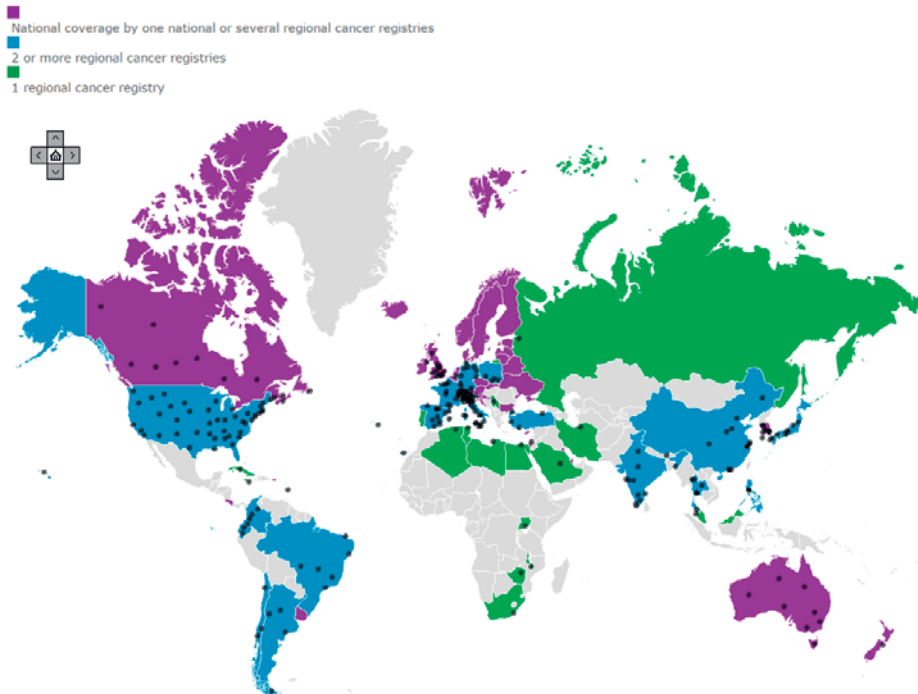 National coverage by one national or several regional cancer registries
2 or more regional cancer registries
1 regional cancer registry